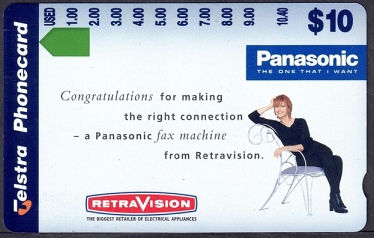 USED 1.00 2.00 3.00 4.00 5.00 6.00 7.00 8.00 9.00 10.40
$10
Telstra Phonecard
Panasonic
THE ONE THAT I WANT
Congratulations for making
the right connection
– a Panasonic fax machine
from Retravision.
RETRAVISION
THE BIGGEST RETAILER OF ELECTRICAL APPLIANCES